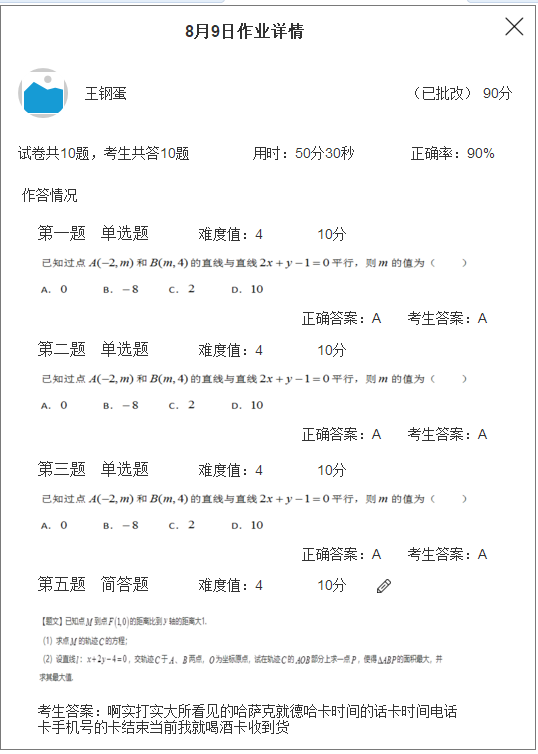 8月9日作业详情
王钢蛋 （已批改） 90分
试卷共10题，考生共答10题 用时：50分30秒 正确率：90%
作答情况
第一题 单选题 难度值：4 10分
已知过点 A(−2,m) 和 B(m,4) 的直线与直线 2x+y−1=0 平行，则 m 的值为（ ）
A. 0 B. −8 C. 2 D. 10
正确答案：A 考生答案：A
第二题 单选题 难度值：4 10分
已知过点 A(−2,m) 和 B(m,4) 的直线与直线 2x+y−1=0 平行，则 m 的值为（ ）
A. 0 B. −8 C. 2 D. 10
正确答案：A 考生答案：A
第三题 单选题 难度值：4 10分
已知过点 A(−2,m) 和 B(m,4) 的直线与直线 2x+y−1=0 平行，则 m 的值为（ ）
A. 0 B. −8 C. 2 D. 10
正确答案：A 考生答案：A
第五题 简答题 难度值：4 10分
【题文】已知点 M 到点 F(1,0) 的距离比到 y 轴的距离大1.
（1）求点 M 的轨迹 C 的方程；
（2）设直线 l：x+2y−4=0，交轨迹 C 于 A、B 两点，O 为坐标原点，试在轨迹 C 的 AOB 部分上求一点 P，使得 ΔABP 的面积最大，并
求其最大值.
考生答案：啊实打实大所看见的哈萨克就德哈卡时间的话卡时间电话
卡手机号的卡结束当前我就喝酒卡收到货